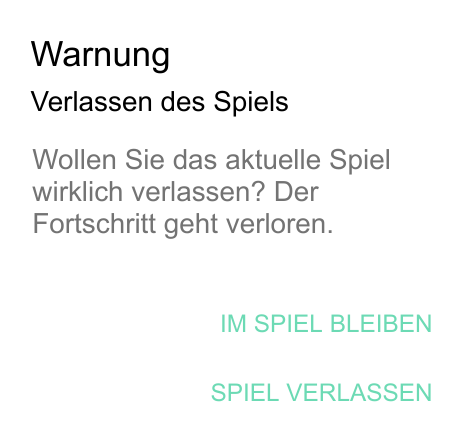 Warnung
Verlassen des Spiels
Wollen Sie das aktuelle Spiel
wirklich verlassen? Der
Fortschritt geht verloren.
IM SPIEL BLEIBEN
SPIEL VERLASSEN